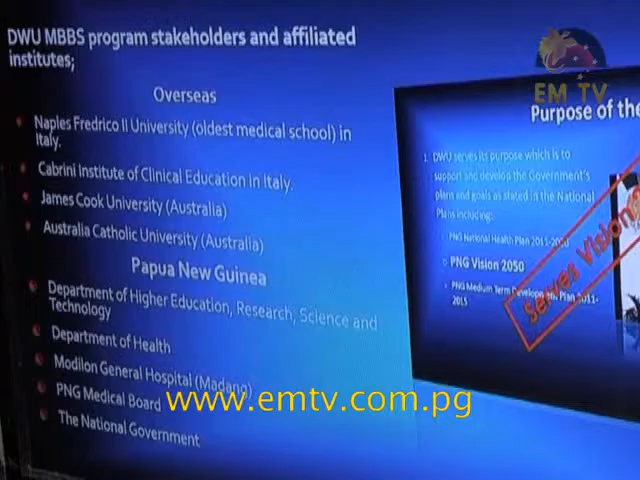 DWU MBBS program stakeholders and affiliated
institutes;
Overseas
Naples Fredrico II University (oldest medical school) in
Italy.
Cabrini Institute of Clinical Education in Italy.
James Cook University (Australia)
Australia Catholic University (Australia)
Papua New Guinea
Department of Higher Education, Research, Science and
Technology
Department of Health
Modilon General Hospital (Madang)
PNG Medical Board
The National Government
EM TV
Purpose of the
1. DWU serves its purpose which is to
support and develop the Government's
plans and goals as stated in the National
Plans including:
PNG National Health Plan 2011-2020
PNG Vision 2050
PNG Medium Term Development Plan 2011-
2015
Serves Vision
www.emtv.com.pg